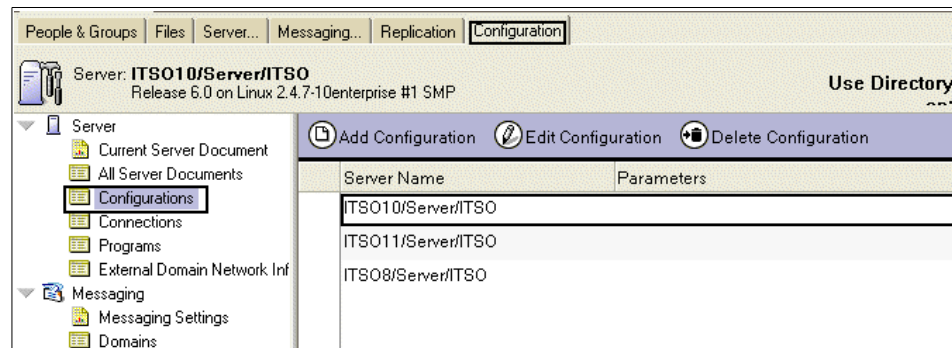 People & Groups Files Server... Messaging... Replication Configuration
Server: ITSO10/Server/ITSO
Release 6.0 on Linux 2.4.7-10enterprise #1 SMP
Use Directory
Server
Current Server Document
All Server Documents
Configurations
Connections
Programs
External Domain Network Inf
Messaging
Messaging Settings
Domains
Add Configuration Edit Configuration Delete Configuration
Server Name Parameters
ITSO10/Server/ITSO
ITSO11/Server/ITSO
ITSO8/Server/ITSO